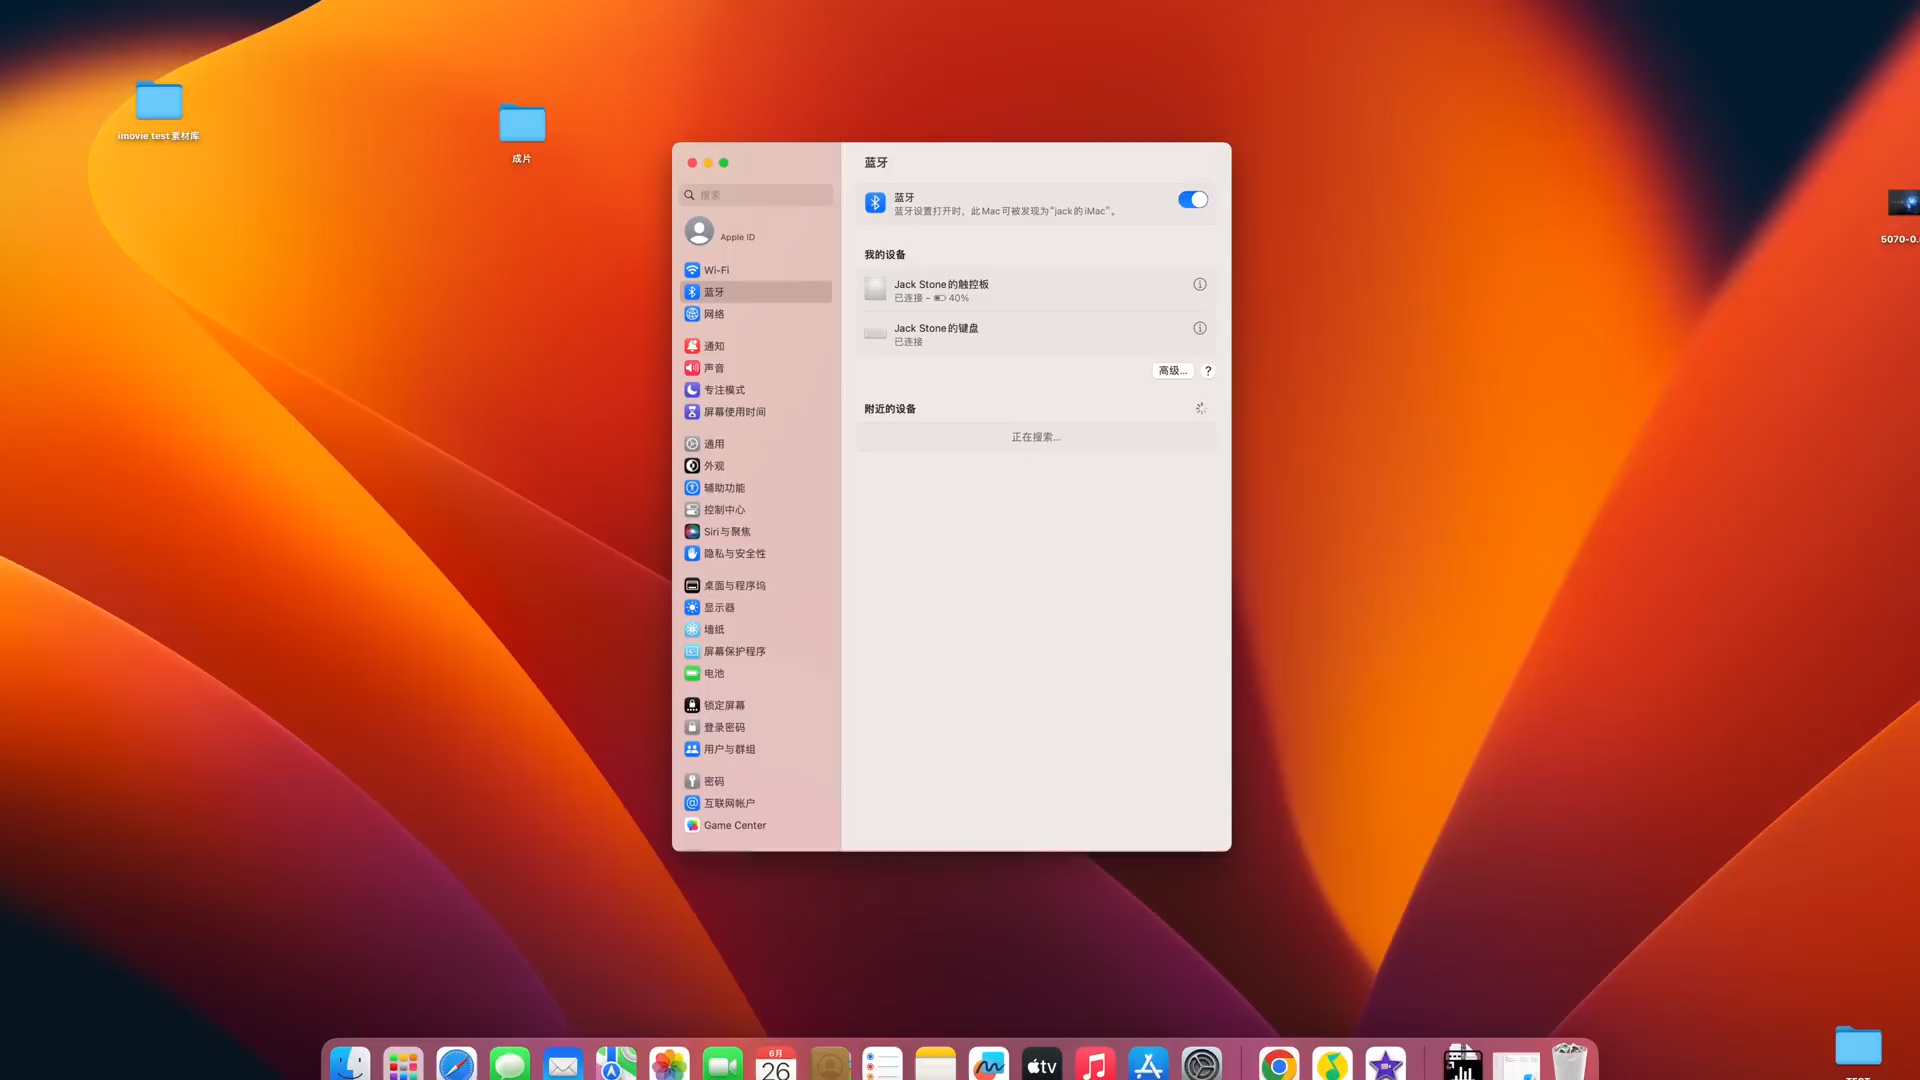 imovie test素材库
成片
5070-0.
搜索
Apple ID
Wi-Fi
蓝牙
网络
通知
声音
专注模式
屏幕使用时间
通用
外观
辅助功能
控制中心
Siri与聚焦
隐私与安全性
桌面与程序坞
显示器
墙纸
屏幕保护程序
电池
锁定屏幕
登录密码
用户与群组
密码
互联网帐户
Game Center
蓝牙
蓝牙
蓝牙设置打开时，此Mac可被发现为“jack的iMac”。
我的设备
Jack Stone的触控板
已连接 – 40%
Jack Stone的键盘
已连接
高级...
?
附近的设备
正在搜索...
6月
26
tv
TEST